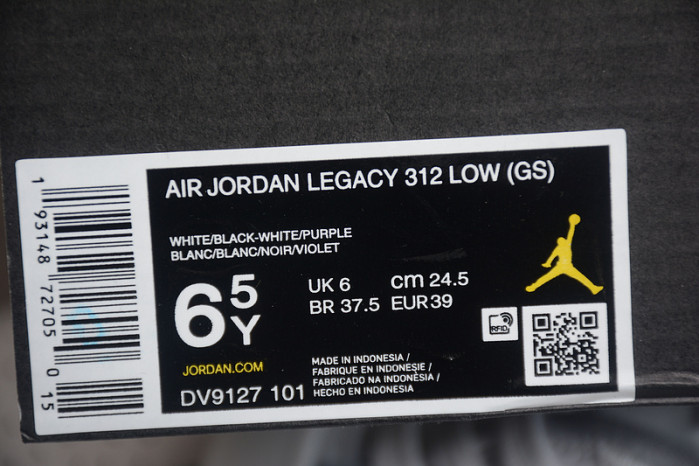 AIR JORDAN LEGACY 312 LOW (GS)
WHITE/BLACK-WHITE/PURPLE
BLANC/BLANC/NOIR/VIOLET
6 5 Y
UK 6 cm 24.5
BR 37.5 EUR 39
RFID
JORDAN.COM
MADE IN INDONESIA /
FABRIQUE EN INDONESIE /
FABRICADO NA INDONÉSIA /
HECHO EN INDONESIA
DV9127 101
1 93148 72705 0 15